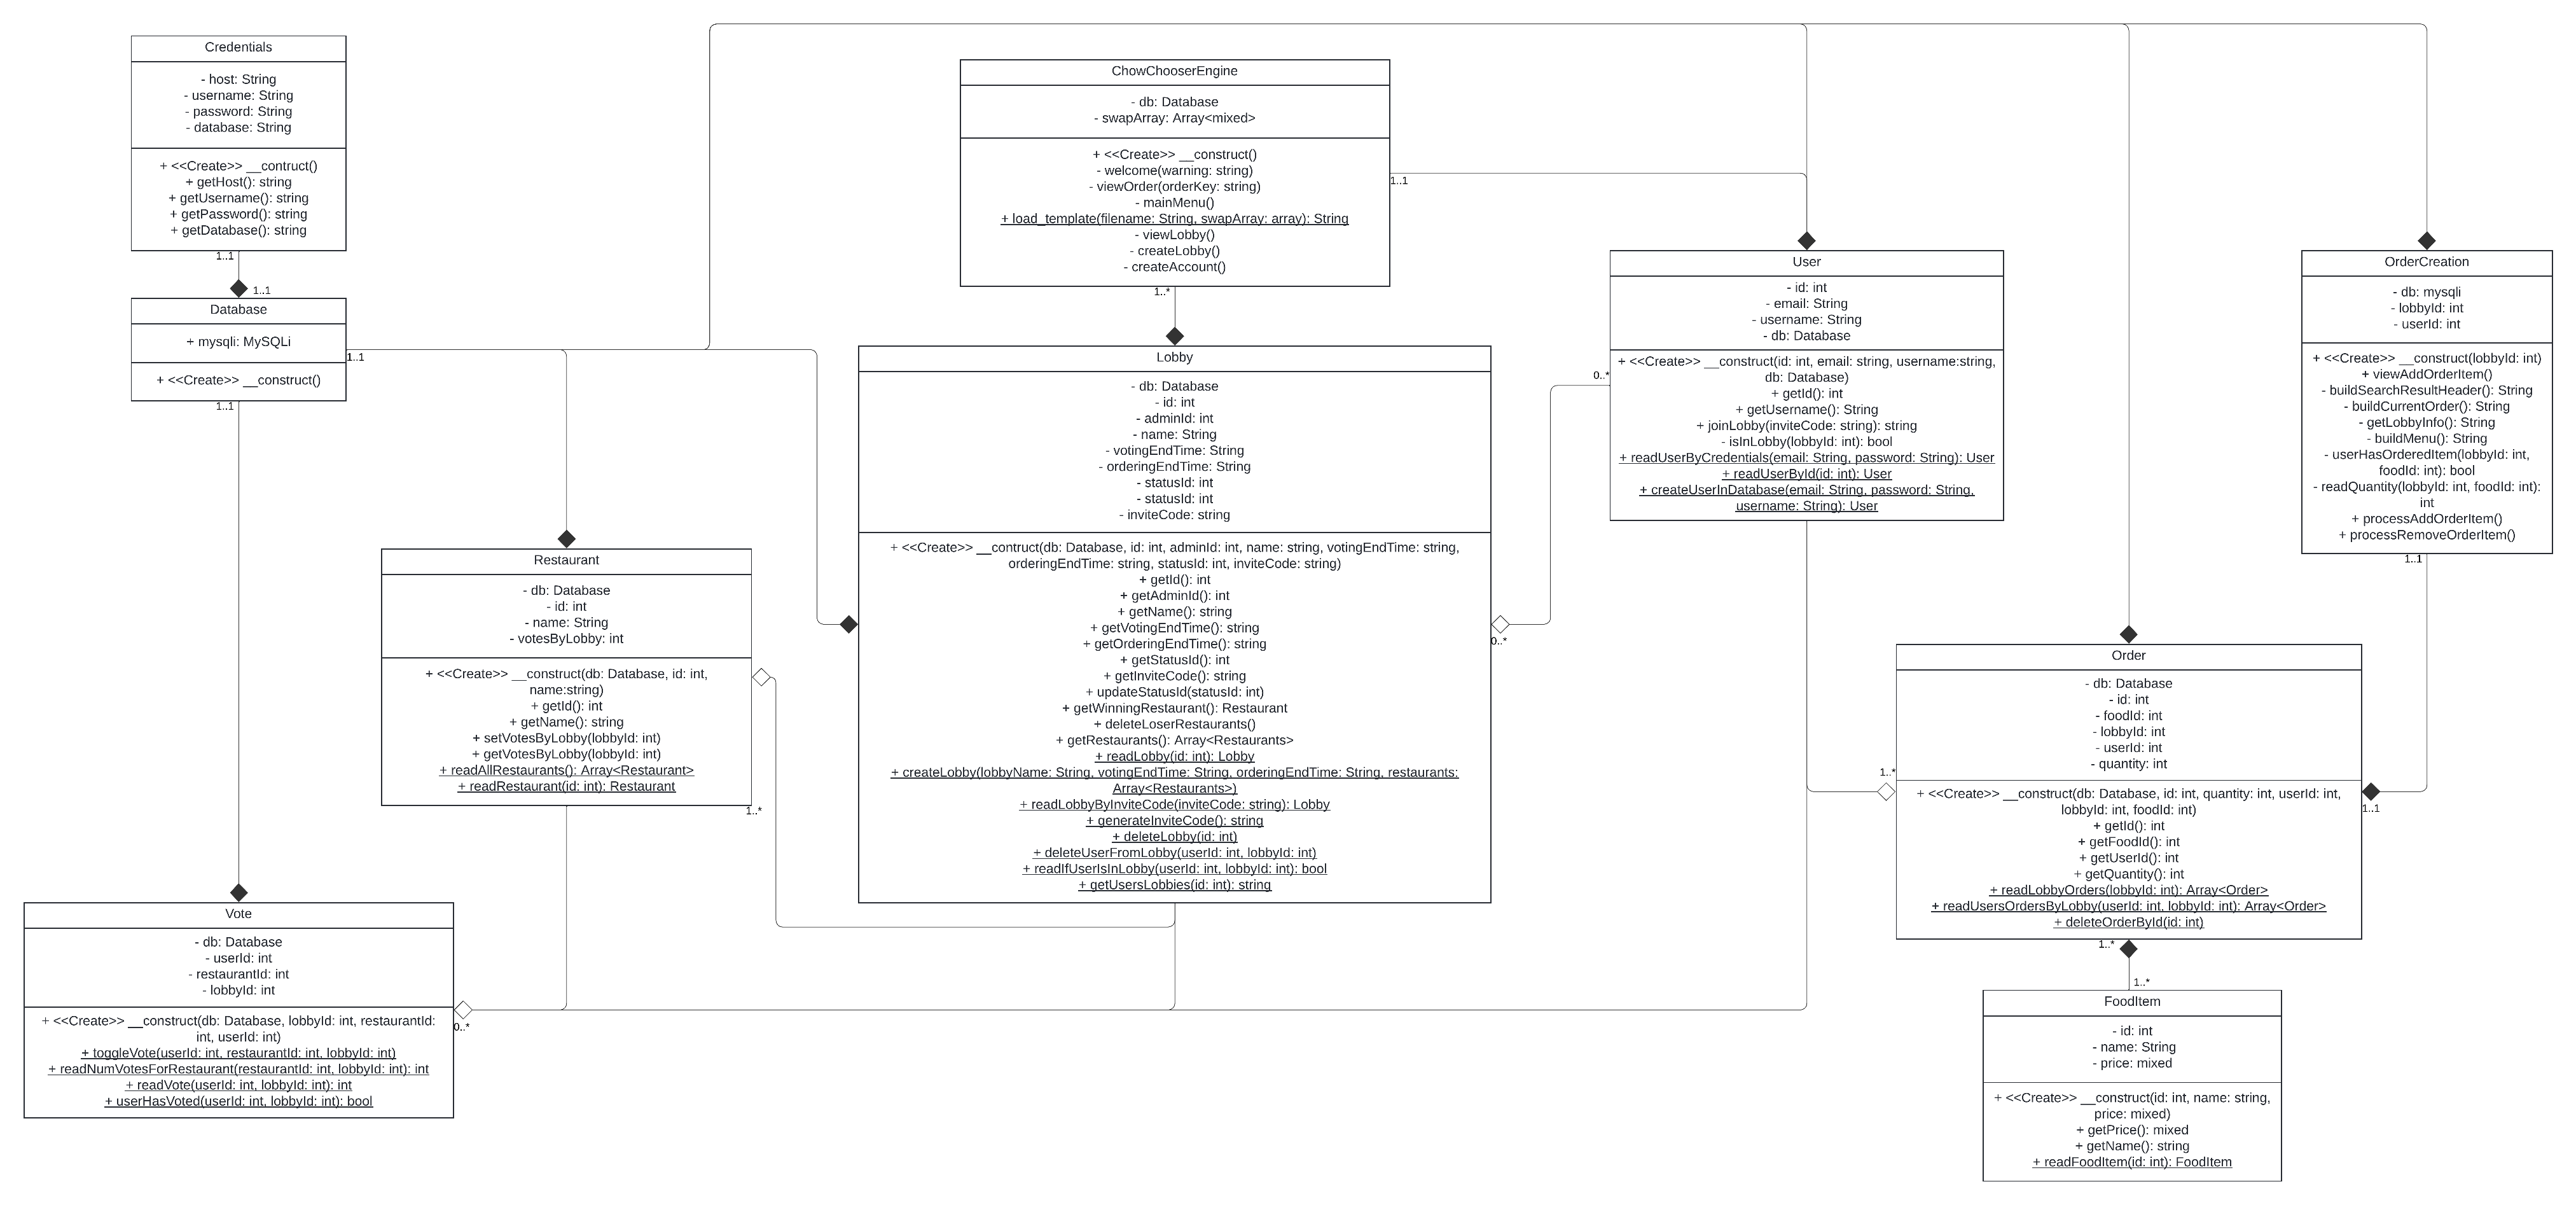 Credentials
- host: String
- username: String
- password: String
- database: String
+ <<Create>> __contruct()
+ getHost(): string
+ getUsername(): string
+ getPassword(): string
+ getDatabase(): string
1..1
1..1
Database
+ mysqli: MySQLi
+ <<Create>> __construct()
1..1
1..1
ChowChooserEngine
- db: Database
- swapArray: Array<mixed>
+ <<Create>> __construct()
- welcome(warning: string)
- viewOrder(orderKey: string)
- mainMenu()
+ load_template(filename: String, swapArray: array): String
- viewLobby()
- createLobby()
- createAccount()
1..1
1..*
Lobby
- db: Database
- id: int
- adminId: int
- name: String
- votingEndTime: String
- orderingEndTime: String
- statusId: int
- statusId: int
- inviteCode: string
+ <<Create>> __contruct(db: Database, id: int, adminId: int, name: string, votingEndTime: string,
orderingEndTime: string, statusId: int, inviteCode: string)
+ getId(): int
+ getAdminId(): int
+ getName(): string
+ getVotingEndTime(): string
+ getOrderingEndTime(): string
+ getStatusId(): int
+ getInviteCode(): string
+ updateStatusId(statusId: int)
+ getWinningRestaurant(): Restaurant
+ deleteLoserRestaurants()
+ getRestaurants(): Array<Restaurants>
+ readLobby(id: int): Lobby
+ createLobby(lobbyName: String, votingEndTime: String, orderingEndTime: String, restaurants:
Array<Restaurants>)
+ readLobbyByInviteCode(inviteCode: string): Lobby
+ generateInviteCode(): string
+ deleteLobby(id: int)
+ deleteUserFromLobby(userId: int, lobbyId: int)
+ readIfUserIsInLobby(userId: int, lobbyId: int): bool
+ getUsersLobbies(id: int): string
0..*
User
- id: int
- email: String
- username: String
- db: Database
+ <<Create>> __construct(id: int, email: string, username:string,
db: Database)
+ getId(): int
+ getUsername(): String
+ joinLobby(inviteCode: string): string
- isInLobby(lobbyId: int): bool
+ readUserByCredentials(email: String, password: String): User
+ readUserById(id: int): User
+ createUserInDatabase(email: String, password: String,
username: String): User
0..*
OrderCreation
- db: mysqli
- lobbyId: int
- userId: int
+ <<Create>> __construct(lobbyId: int)
+ viewAddOrderItem()
- buildSearchResultHeader(): String
- buildCurrentOrder(): String
- getLobbyInfo(): String
- buildMenu(): String
- userHasOrderedItem(lobbyId: int,
foodId: int): bool
- readQuantity(lobbyId: int, foodId: int):
int
+ processAddOrderItem()
+ processRemoveOrderItem()
1..1
Restaurant
- db: Database
- id: int
- name: String
- votesByLobby: int
+ <<Create>> __construct(db: Database, id: int,
name:string)
+ getId(): int
+ getName(): string
+ setVotesByLobby(lobbyId: int)
+ getVotesByLobby(lobbyId: int)
+ readAllRestaurants(): Array<Restaurant>
+ readRestaurant(id: int): Restaurant
1..*
Order
- db: Database
- id: int
- foodId: int
- lobbyId: int
- userId: int
- quantity: int
+ <<Create>> __construct(db: Database, id: int, quantity: int, userId: int,
lobbyId: int, foodId: int)
+ getId(): int
+ getFoodId(): int
+ getUserId(): int
+ getQuantity(): int
+ readLobbyOrders(lobbyId: int): Array<Order>
+ readUsersOrdersByLobby(userId: int, lobbyId: int): Array<Order>
+ deleteOrderById(id: int)
1..*
1..1
1..*
1..*
Vote
- db: Database
- userId: int
- restaurantId: int
- lobbyId: int
+ <<Create>> __construct(db: Database, lobbyId: int, restaurantId:
int, userId: int)
+ toggleVote(userId: int, restaurantId: int, lobbyId: int)
+ readNumVotesForRestaurant(restaurantId: int, lobbyId: int): int
+ readVote(userId: int, lobbyId: int): int
+ userHasVoted(userId: int, lobbyId: int): bool
0..*
FoodItem
- id: int
- name: String
- price: mixed
+ <<Create>> __construct(id: int, name: string,
price: mixed)
+ getPrice(): mixed
+ getName(): string
+ readFoodItem(id: int): FoodItem